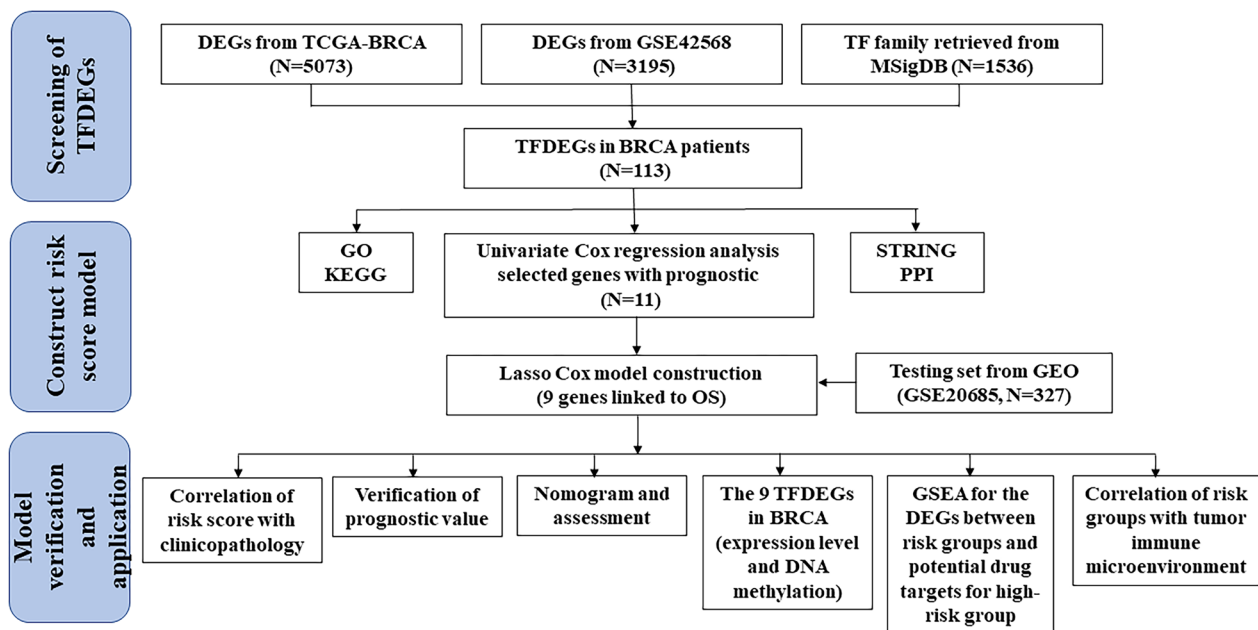 Screening of
TFDEGs
DEGs from TCGA-BRCA
(N=5073)
DEGs from GSE42568
(N=3195)
TF family retrieved from
MSigDB (N=1536)
TFDEGs in BRCA patients
(N=113)
Construct risk
score model
GO
KEGG
Univariate Cox regression analysis
selected genes with prognostic
(N=11)
STRING
PPI
Lasso Cox model construction
(9 genes linked to OS)
Testing set from GEO
(GSE20685, N=327)
Model
verification
and
application
Correlation of
risk score with
clinicopathology
Verification of
prognostic value
Nomogram and
assessment
The 9 TFDEGs
in BRCA
(expression level
and DNA
methylation)
GSEA for the
DEGs between
risk groups and
potential drug
targets for high-
risk group
Correlation of risk
groups with tumor
immune
microenvironment